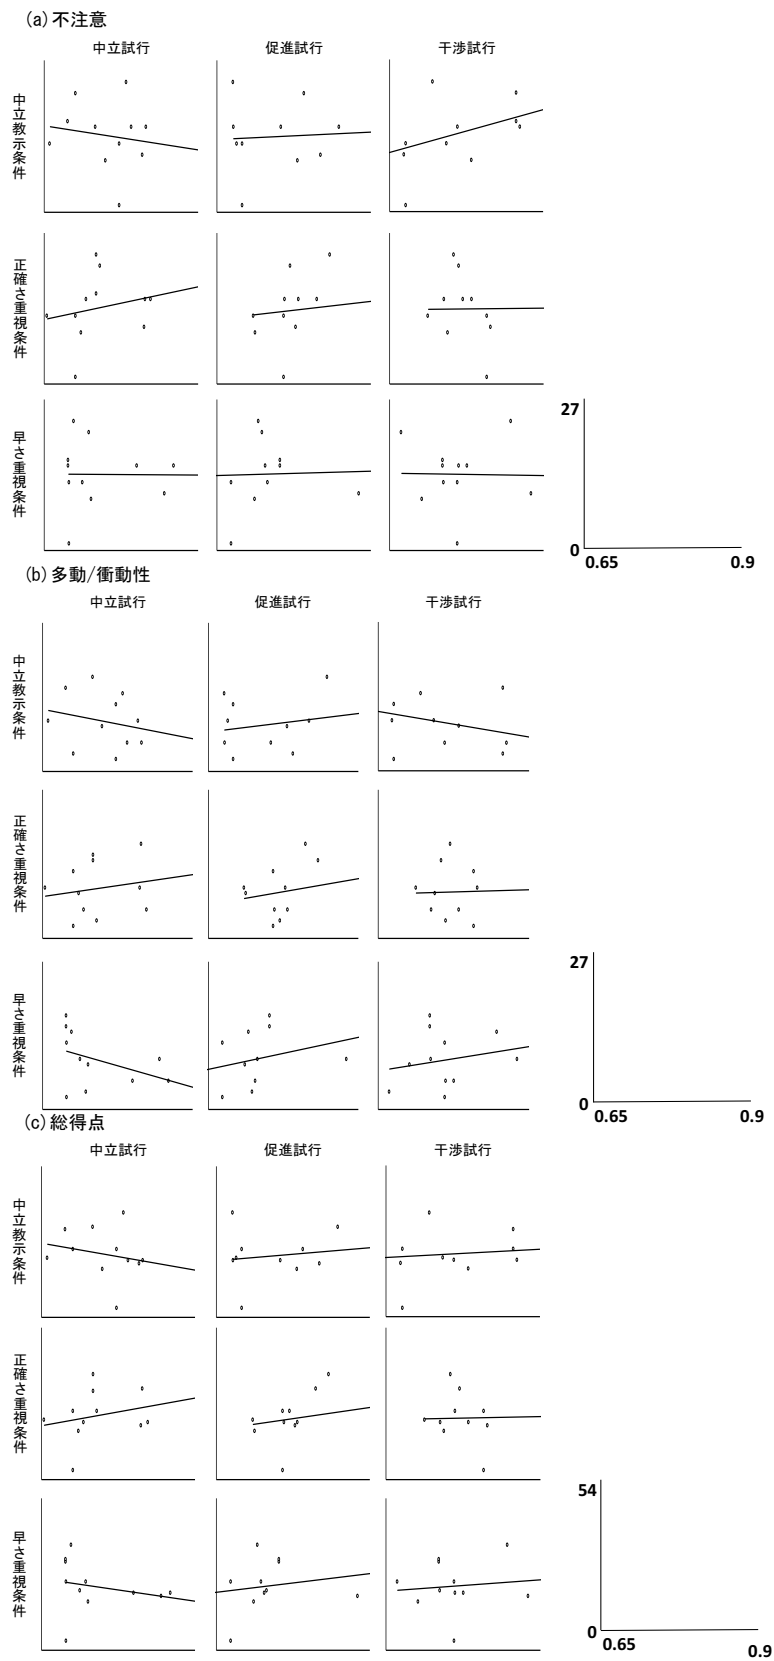 (a)不注意
中立試行 促進試行 干渉試行
中立教示条件
正確さ重視条件
早さ重視条件
27
0
0.65 0.9
(b)多動/衝動性
中立試行 促進試行 干渉試行
中立教示条件
正確さ重視条件
早さ重視条件
27
0
0.65 0.9
(c)総得点
中立試行 促進試行 干渉試行
中立教示条件
正確さ重視条件
早さ重視条件
54
0
0.65 0.9